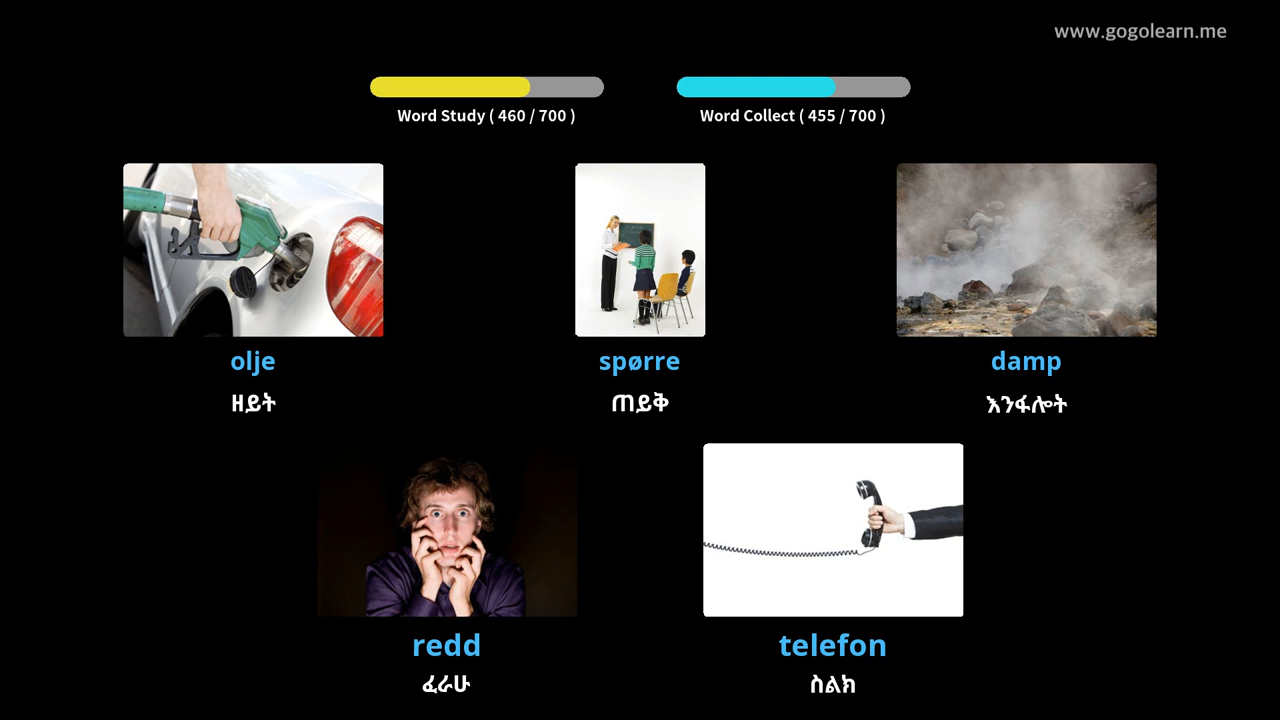 www.gogolearn.me
Word Study ( 460 / 700 )
Word Collect ( 455 / 700 )
olje
spørre
damp
ዘይት
ጠይቅ
እንፋሎት
redd
telefon
ፈራሁ
ስልክ